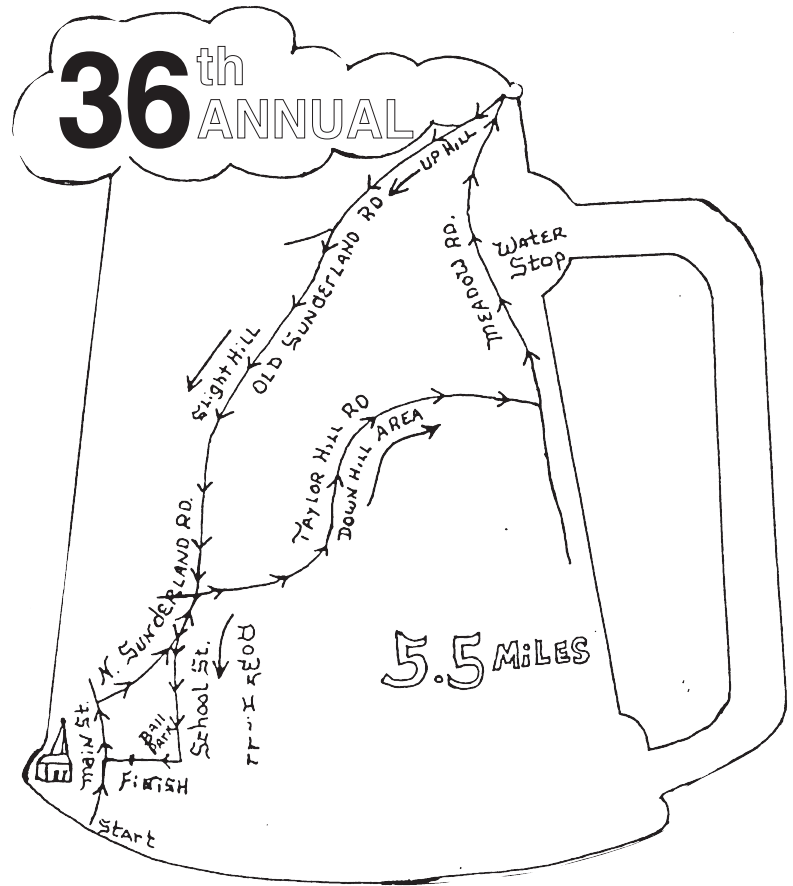 36th
ANNUAL
UP HiLL
OLD SUNDERLAND RD
MEADOW RD.
WATER
Stop
SLight HiLL
TAYLOR HiLL RD
DOWN HILL AREA
N. SUNDERLAND RD.
School St.
HiLL
5.5 MiLES
MAiN St.
BALL
PARK
FiNiSH
Start